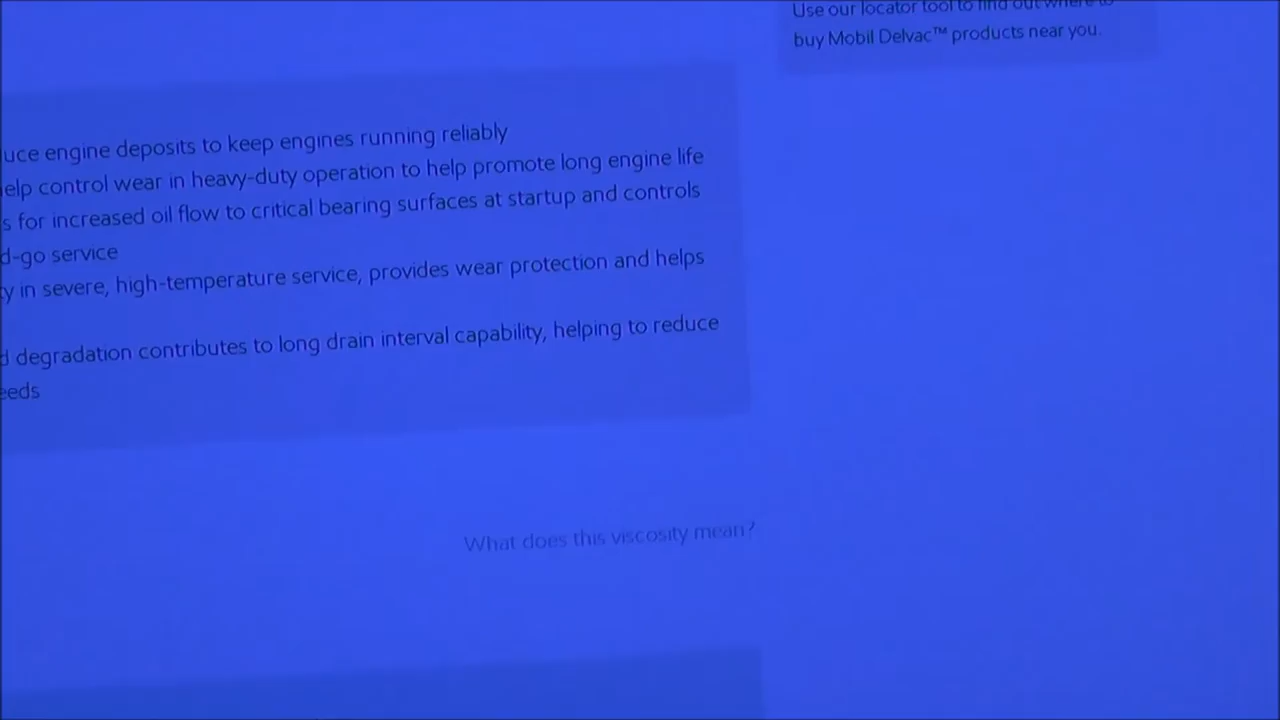 Use our locator tool to find out where to
buy Mobil Delvac™ products near you.
uce engine deposits to keep engines running reliably
elp control wear in heavy-duty operation to help promote long engine life
s for increased oil flow to critical bearing surfaces at startup and controls
d-go service
y in severe, high-temperature service, provides wear protection and helps
d degradation contributes to long drain interval capability, helping to reduce
eeds
What does this viscosity mean?